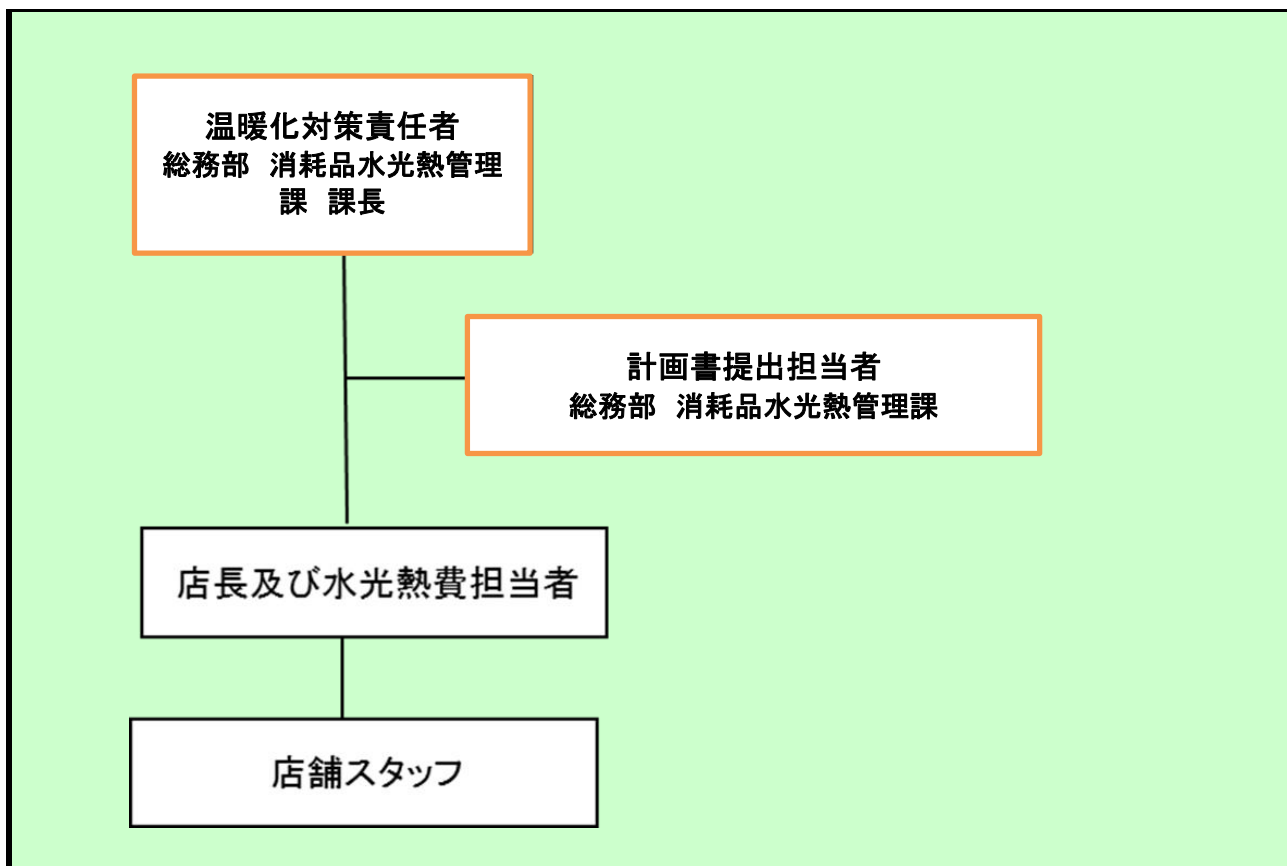 温暖化対策責任者
総務部　消耗品水光熱管理
課　課長
計画書提出担当者
総務部　消耗品水光熱管理課
店長及び水光熱費担当者
店舗スタッフ